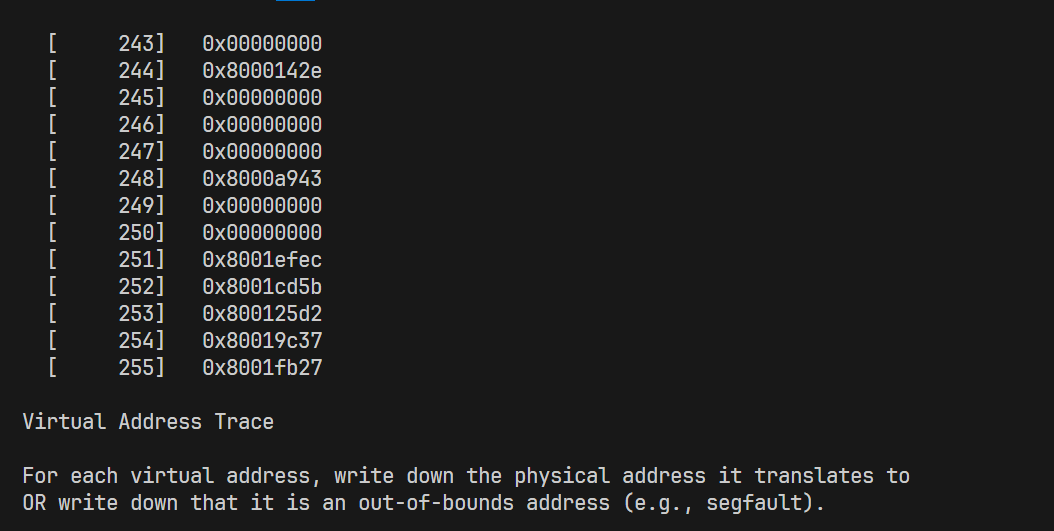 [      243]   0x00000000
[      244]   0x8000142e
[      245]   0x00000000
[      246]   0x00000000
[      247]   0x00000000
[      248]   0x8000a943
[      249]   0x00000000
[      250]   0x00000000
[      251]   0x8001efec
[      252]   0x8001cd5b
[      253]   0x800125d2
[      254]   0x80019c37
[      255]   0x8001fb27
Virtual Address Trace
For each virtual address, write down the physical address it translates to
OR write down that it is an out-of-bounds address (e.g., segfault).